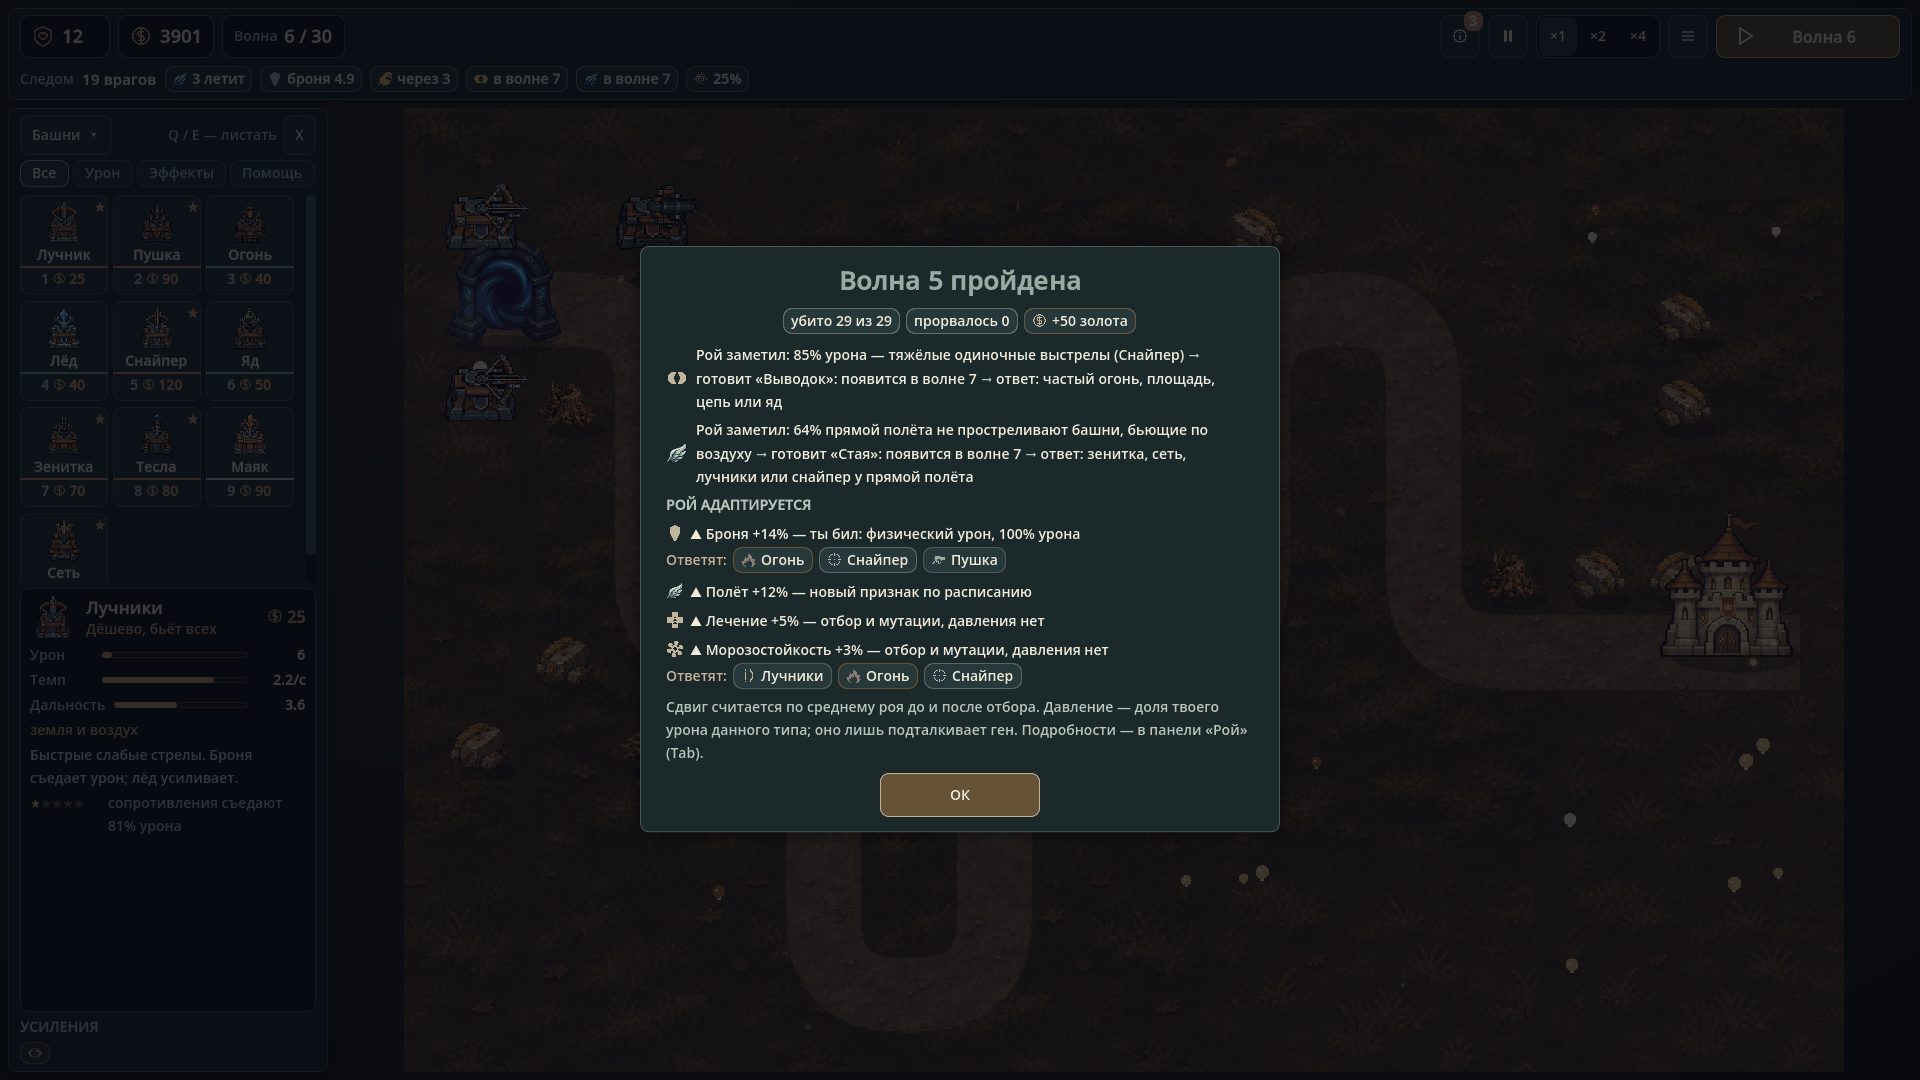 12
3901
Волна 6 / 30
3
×1 ×2 ×4
Волна 6
Следом 19 врагов 3 летит броня 4.9 через 3 в волне 7 в волне 7 25%
Башни ▼ Q / E — листать X
Все Урон Эффекты Помощь
Лучник Пушка Огонь
1 25 2 90 3 40
Лёд Снайпер Яд
4 40 5 120 6 50
Зенитка Тесла Маяк
7 70 8 80 9 90
Сеть
Лучники 25
Дёшево, бьёт всех
Урон 6
Темп 2.2/с
Дальность 3.6
земля и воздух
Быстрые слабые стрелы. Броня
съедает урон; лёд усиливает.
★★★★★ сопротивления съедают
81% урона
УСИЛЕНИЯ
Волна 5 пройдена
убито 29 из 29 прорвалось 0 +50 золота
Рой заметил: 85% урона — тяжёлые одиночные выстрелы (Снайпер) →
готовит «Выводок»: появится в волне 7 → ответ: частый огонь, площадь,
цепь или яд
Рой заметил: 64% прямой полёта не простреливают башни, бьющие по
воздуху → готовит «Стая»: появится в волне 7 → ответ: зенитка, сеть,
лучники или снайпер у прямой полёта
РОЙ АДАПТИРУЕТСЯ
▲ Броня +14% — ты бил: физический урон, 100% урона
Ответят: Огонь Снайпер Пушка
▲ Полёт +12% — новый признак по расписанию
▲ Лечение +5% — отбор и мутации, давления нет
▲ Морозостойкость +3% — отбор и мутации, давления нет
Ответят: Лучники Огонь Снайпер
Сдвиг считается по среднему роя до и после отбора. Давление — доля твоего
урона данного типа; оно лишь подталкивает ген. Подробности — в панели «Рой»
(Tab).
ОК